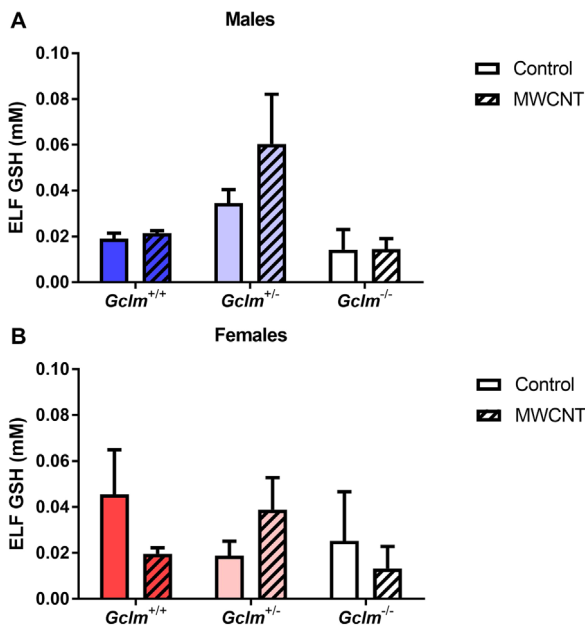 A
Males
ELF GSH (mM)
0.10
0.08
0.06
0.04
0.02
0.00
Gclm+/+
Gclm+/-
Gclm-/-
Control
MWCNT
B
Females
ELF GSH (mM)
0.10
0.08
0.06
0.04
0.02
0.00
Gclm+/+
Gclm+/-
Gclm-/-
Control
MWCNT